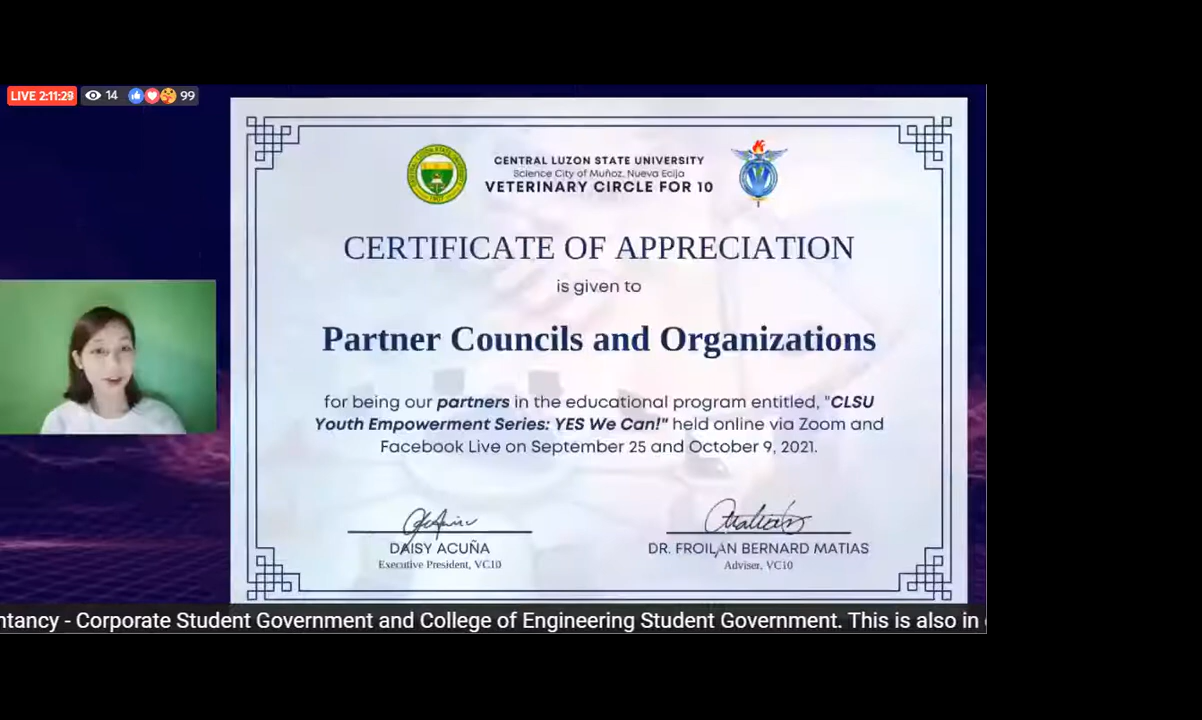 LIVE 2:11:29 14 99
CENTRAL LUZON STATE UNIVERSITY
Science City of Muñoz, Nueva Ecija
VETERINARY CIRCLE FOR 10
CERTIFICATE OF APPRECIATION
is given to
Partner Councils and Organizations
for being our partners in the educational program entitled, "CLSU
Youth Empowerment Series: YES We Can!" held online via Zoom and
Facebook Live on September 25 and October 9, 2021.
DAISY ACUÑA
Executive President, VC10
DR. FROILAN BERNARD MATIAS
Adviser, VC10
ntancy - Corporate Student Government and College of Engineering Student Government. This is also in